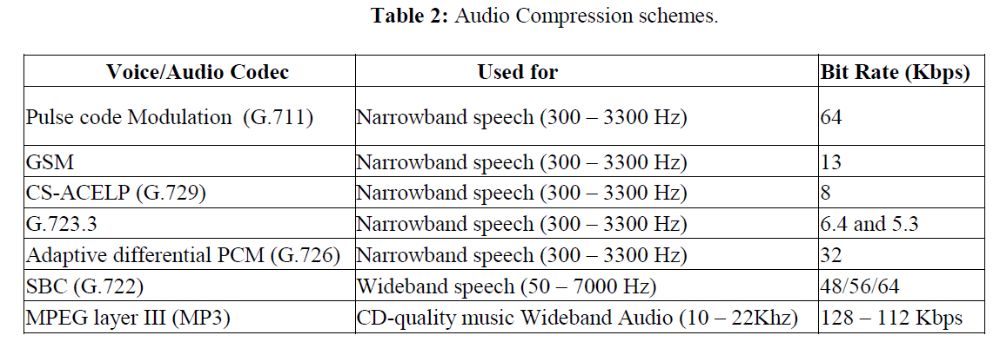 Table 2: Audio Compression schemes.
Voice/Audio Codec Used for Bit Rate (Kbps)
Pulse code Modulation (G.711) Narrowband speech (300 – 3300 Hz) 64
GSM Narrowband speech (300 – 3300 Hz) 13
CS-ACELP (G.729) Narrowband speech (300 – 3300 Hz) 8
G.723.3 Narrowband speech (300 – 3300 Hz) 6.4 and 5.3
Adaptive differential PCM (G.726) Narrowband speech (300 – 3300 Hz) 32
SBC (G.722) Wideband speech (50 – 7000 Hz) 48/56/64
MPEG layer III (MP3) CD-quality music Wideband Audio (10 – 22Khz) 128 – 112 Kbps